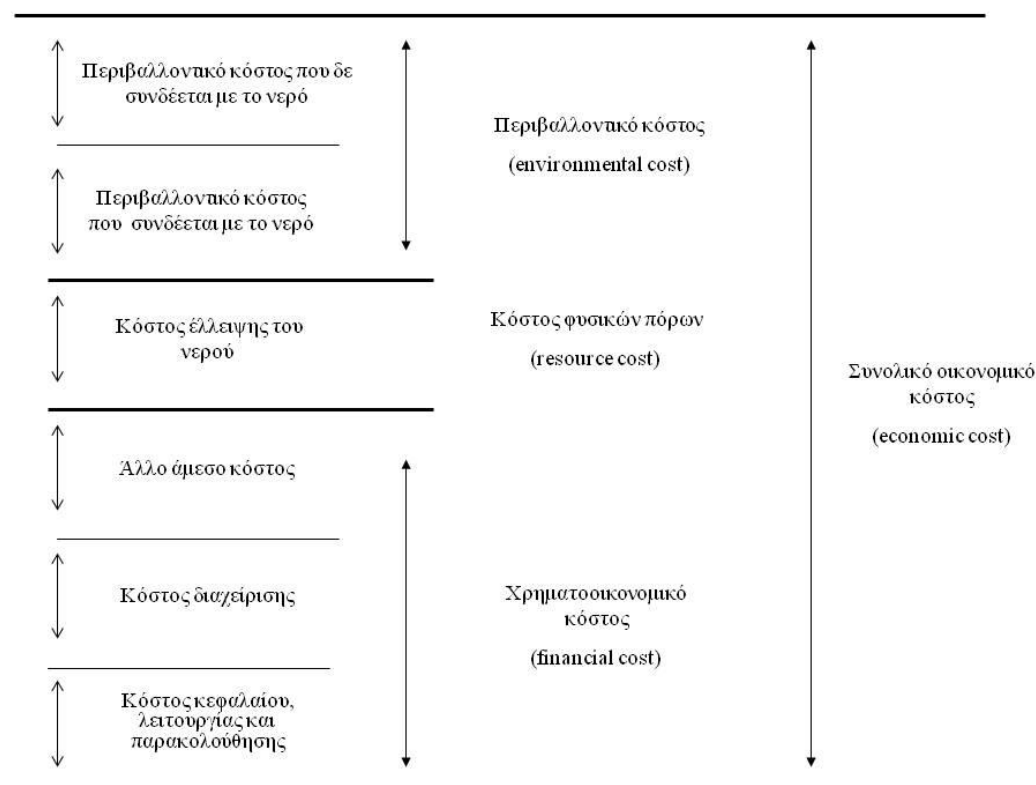 Περιβαλλοντικό κόστος που δε
συνδέεται με το νερό
Περιβαλλοντικό κόστος
που συνδέεται με το νερό
Περιβαλλοντικό κόστος
(environmental cost)
Κόστος έλλειψης του
νερού
Κόστος φυσικών πόρων
(resource cost)
Άλλο άμεσο κόστος
Κόστος διαχείρισης
Κόστος κεφαλαίου,
λειτουργίας και
παρακολούθησης
Χρηματοοικονομικό
κόστος
(financial cost)
Συνολικό οικονομικό
κόστος
(economic cost)